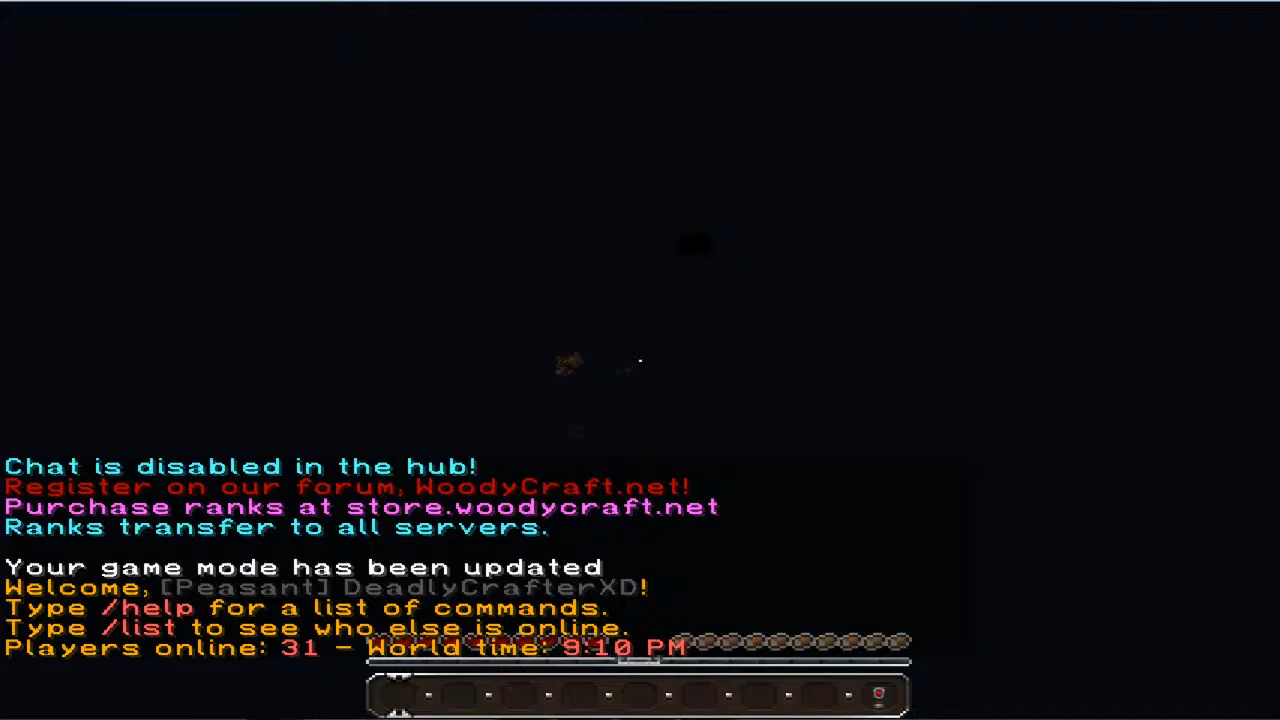 Chat is disabled in the hub!
Register on our forum, WoodyCraft.net!
Purchase ranks at store.woodycraft.net
Ranks transfer to all servers.
Your game mode has been updated
Welcome, [Peasant] DeadlyCrafterXD!
Type /help for a list of commands.
Type /list to see who else is online.
Players online: 31 - World time: 9:10 PM